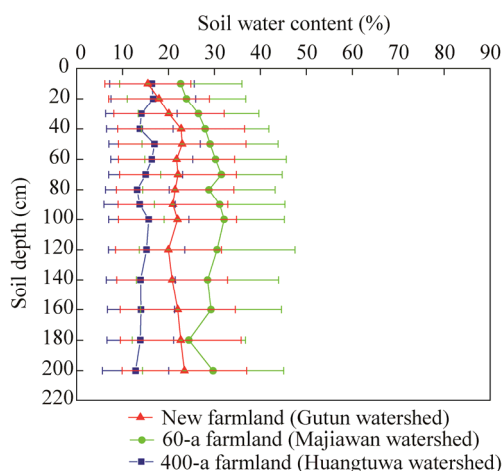 Soil water content (%)
0 10 20 30 40 50 60 70 80 90
0
20
40
60
80
100
120
140
160
180
200
220
Soil depth (cm)
New farmland (Gutun watershed)
60-a farmland (Majiawan watershed)
400-a farmland (Huangtuwa watershed)